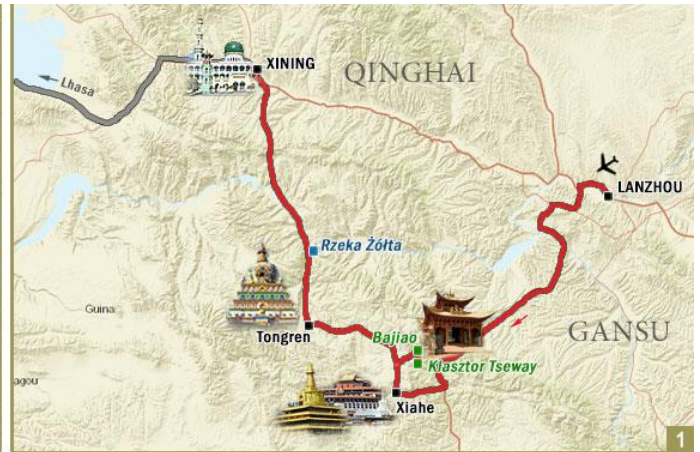 XINING
QINGHAI
Lhasa
LANZHOU
Rzeka Żółta
Guina
Tongren
Bajiao
GANSU
Klasztor Tseway
agou
Xiahe
1